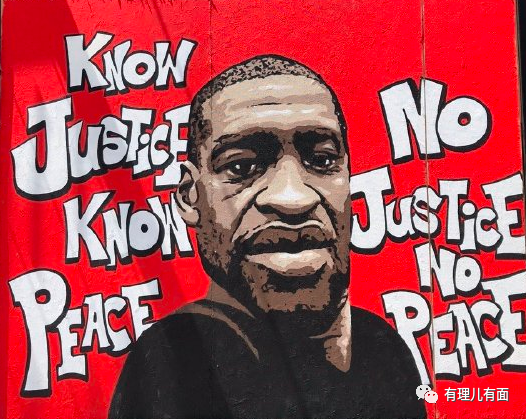 KNOW
JUSTICE
KNOW
PEACE
NO
JUSTICE
NO
PEACE
有理儿有面